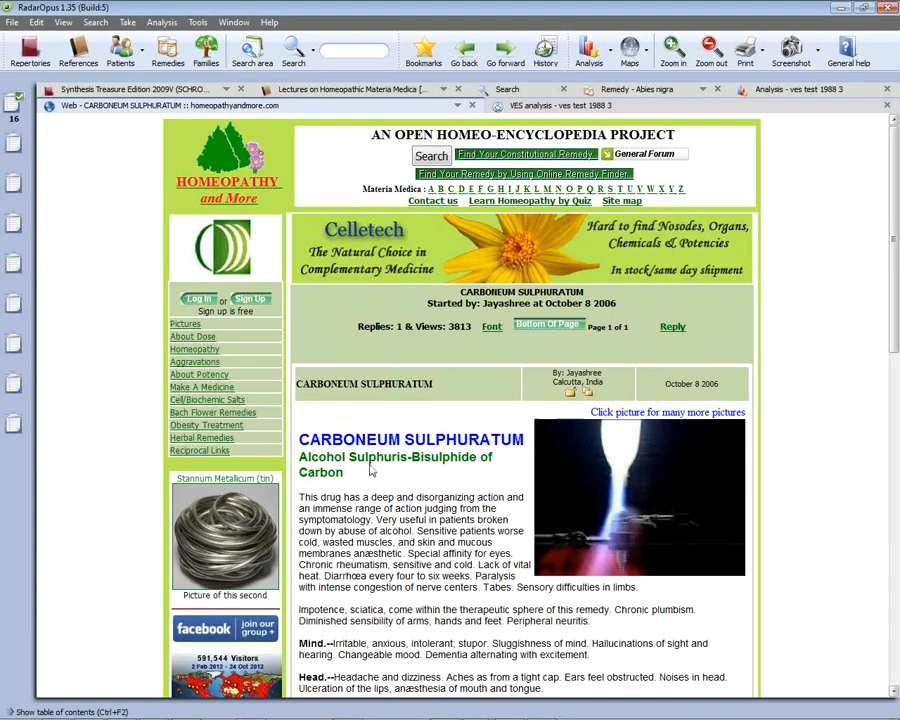 RadarOpus 1.35 (Build:5)
File Edit View Search Take Analysis Tools Window Help
Repertories References Patients Remedies Families Search area Search Bookmarks Go back Go forward History Analysis Maps Zoom in Zoom out Print Screenshot General help
Synthesis Treasure Edition 2009V (SCHRO... Lectures on Homeopathic Materia Medica [... Search Remedy - Abies nigra Analysis - ves test 1988 3
16
Web - CARBONEUM SULPHURATUM :: homeopathyandmore.com VES analysis - ves test 1988 3
HOMEOPATHY
and More
AN OPEN HOMEO-ENCYCLOPEDIA PROJECT
Search Find Your Constitutional Remedy General Forum
Find Your Remedy by Using Online Remedy Finner
Materia Medica : A B C D E F G H I J K L M N O P Q R S T U V W X Y Z
Contact us Learn Homeopathy by Quiz Site map
Celletech
The Natural Choice in
Complementary Medicine
Hard to find Nosodes, Organs,
Chemicals & Potencies
In stock/same day shipment
Log In or Sign Up
Sign up is free
Pictures
About Dose
Homeopathy
Aggravations
About Potency
Make A Medicine
Cell/Biochemic Salts
Bach Flower Remedies
Obesity Treatment
Herbal Remedies
Reciprocal Links
Stannum Metallicum (tin)
Picture of this second
facebook join our group+
591,544 Visitors
2 Feb 2012 - 24 Oct 2012
CARBONEUM SULPHURATUM
Started by: Jayashree at October 8 2006
Replies: 1 & Views: 3813 Font Bottom Of Page Page 1 of 1 Reply
CARBONEUM SULPHURATUM
By: Jayashree
Calcutta, India
October 8 2006
Click picture for many more pictures
CARBONEUM SULPHURATUM
Alcohol Sulphuris-Bisulphide of
Carbon
This drug has a deep and disorganizing action and
an immense range of action judging from the
symptomatology. Very useful in patients broken
down by abuse of alcohol. Sensitive patients worse
cold, wasted muscles, and skin and mucous
membranes anæsthetic. Special affinity for eyes.
Chronic rheumatism, sensitive and cold. Lack of vital
heat. Diarrhœa every four to six weeks. Paralysis
with intense congestion of nerve centers. Tabes. Sensory difficulties in limbs.
Impotence, sciatica, come within the therapeutic sphere of this remedy. Chronic plumbism.
Diminished sensibility of arms, hands and feet. Peripheral neuritis.
Mind.--Irritable, anxious, intolerant; stupor. Sluggishness of mind. Hallucinations of sight and
hearing. Changeable mood. Dementia alternating with excitement.
Head.--Headache and dizziness. Aches as from a tight cap. Ears feel obstructed. Noises in head.
Ulceration of the lips, anæsthesia of mouth and tongue.
Show table of contents (Ctrl+F2)